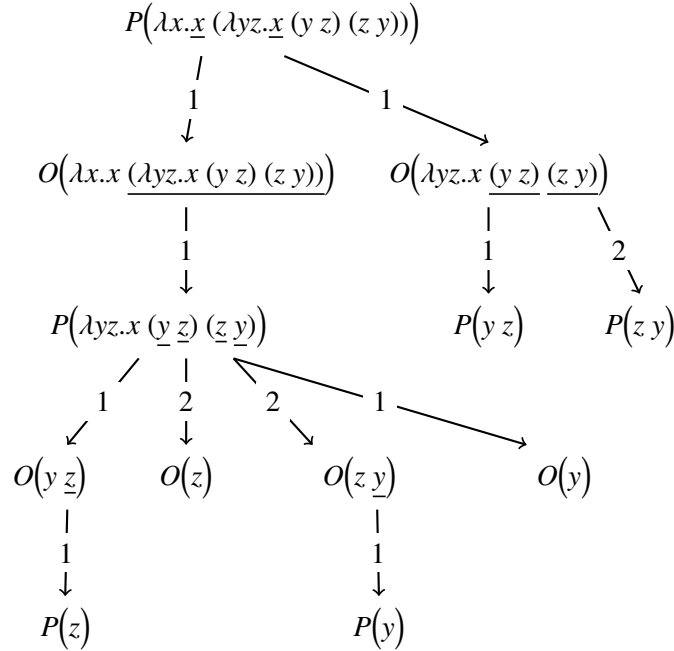 P(λx.x (λyz.x (y z) (z y)))
1 1
O(λx.x (λyz.x (y z) (z y))) O(λyz.x (y z) (z y))
1 1 2
P(λyz.x (y z) (z y)) P(y z) P(z y)
1 2 2 1
O(y z) O(z) O(z y) O(y)
1 1
P(z) P(y)